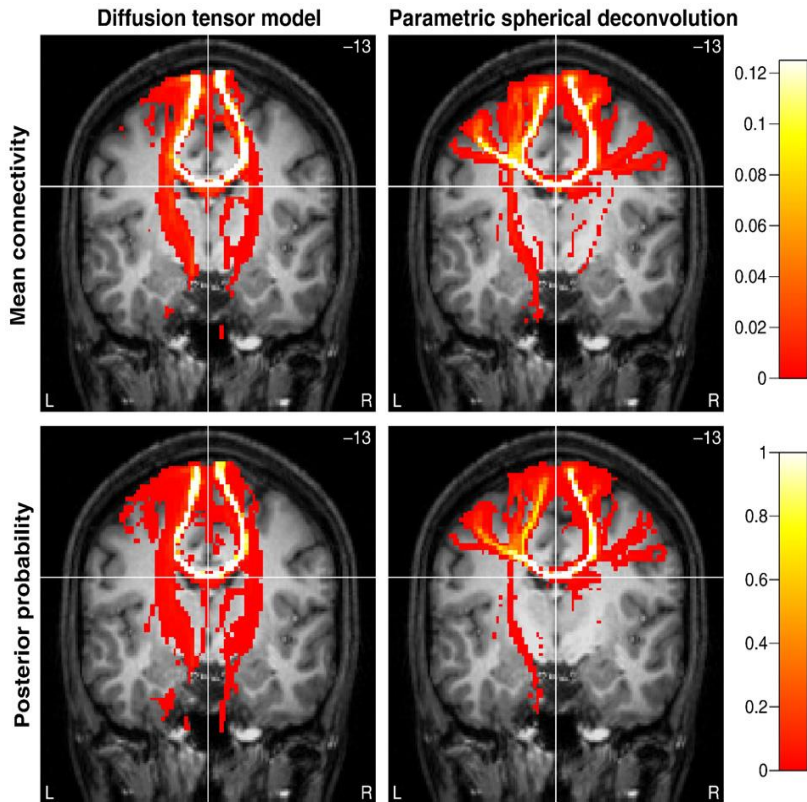 Diffusion tensor model
Parametric spherical deconvolution
Mean connectivity
−13
L
R
−13
L
R
0.12
0.1
0.08
0.06
0.04
0.02
0
Posterior probability
−13
L
R
−13
L
R
1
0.8
0.6
0.4
0.2
0